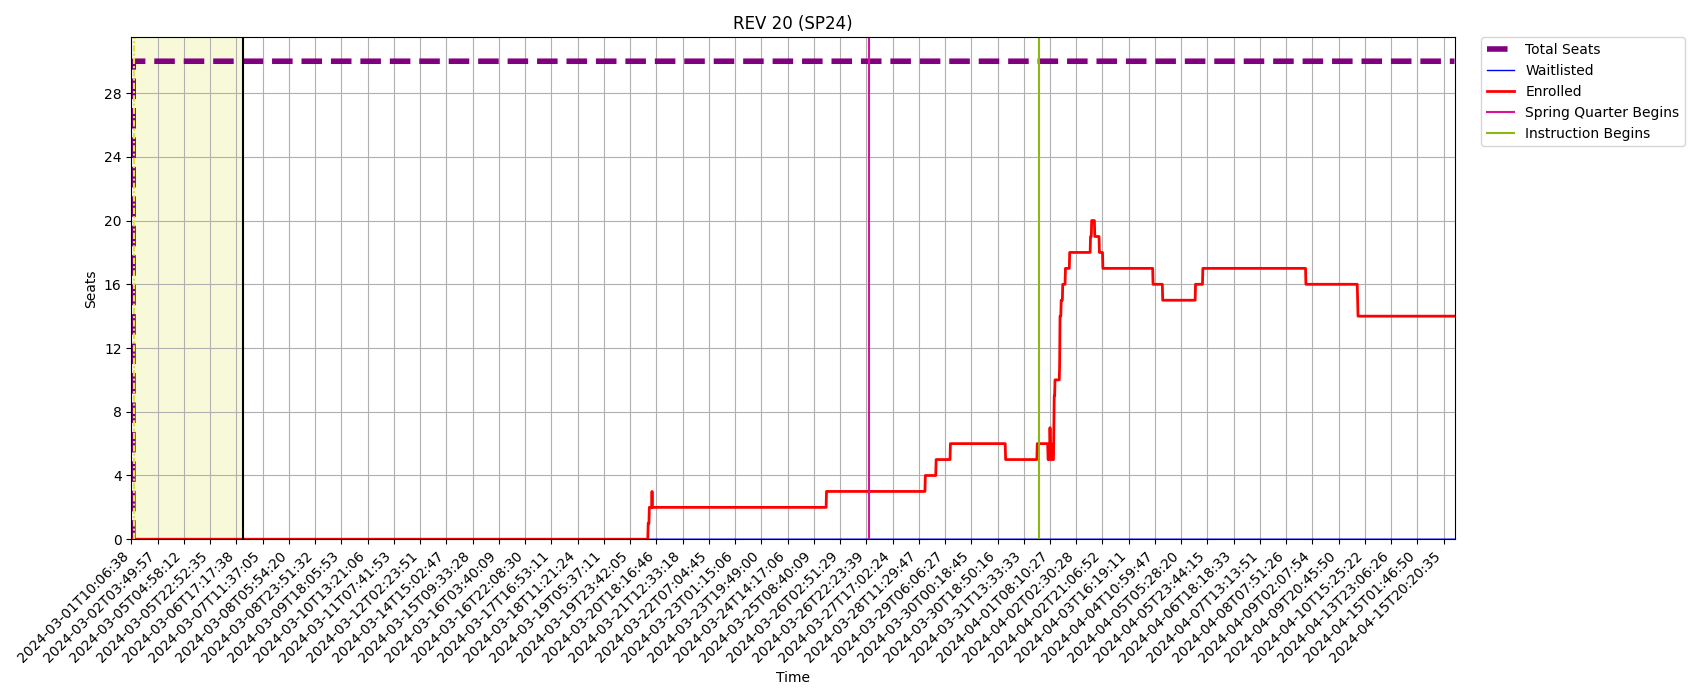 REV 20 (SP24)
Total Seats
Waitlisted
Enrolled
Spring Quarter Begins
Instruction Begins
Seats
28
24
20
16
12
8
4
0
2024-03-01T10:06:38
2024-03-02T03:49:57
2024-03-05T04:58:12
2024-03-05T22:52:35
2024-03-06T17:17:38
2024-03-07T11:37:05
2024-03-08T05:54:20
2024-03-08T23:51:32
2024-03-09T18:05:53
2024-03-10T13:21:06
2024-03-11T07:41:53
2024-03-12T02:23:51
2024-03-14T15:02:47
2024-03-15T09:33:28
2024-03-16T03:40:09
2024-03-16T22:08:30
2024-03-17T16:53:11
2024-03-18T11:21:24
2024-03-19T05:37:11
2024-03-19T23:42:05
2024-03-20T18:16:46
2024-03-21T12:33:18
2024-03-22T07:04:45
2024-03-23T01:15:06
2024-03-23T19:49:00
2024-03-24T14:17:06
2024-03-25T08:40:09
2024-03-26T02:51:29
2024-03-26T22:23:39
2024-03-27T17:02:24
2024-03-28T11:29:47
2024-03-29T06:06:27
2024-03-30T00:18:45
2024-03-30T18:50:16
2024-03-31T13:33:33
2024-04-01T08:10:27
2024-04-02T02:30:28
2024-04-02T21:06:52
2024-04-03T16:19:11
2024-04-04T10:59:47
2024-04-05T05:28:20
2024-04-05T23:44:15
2024-04-06T18:18:33
2024-04-07T13:13:51
2024-04-08T07:51:26
2024-04-09T02:07:54
2024-04-09T20:45:50
2024-04-10T15:25:22
2024-04-13T23:06:26
2024-04-15T01:46:50
2024-04-15T20:20:35
Time